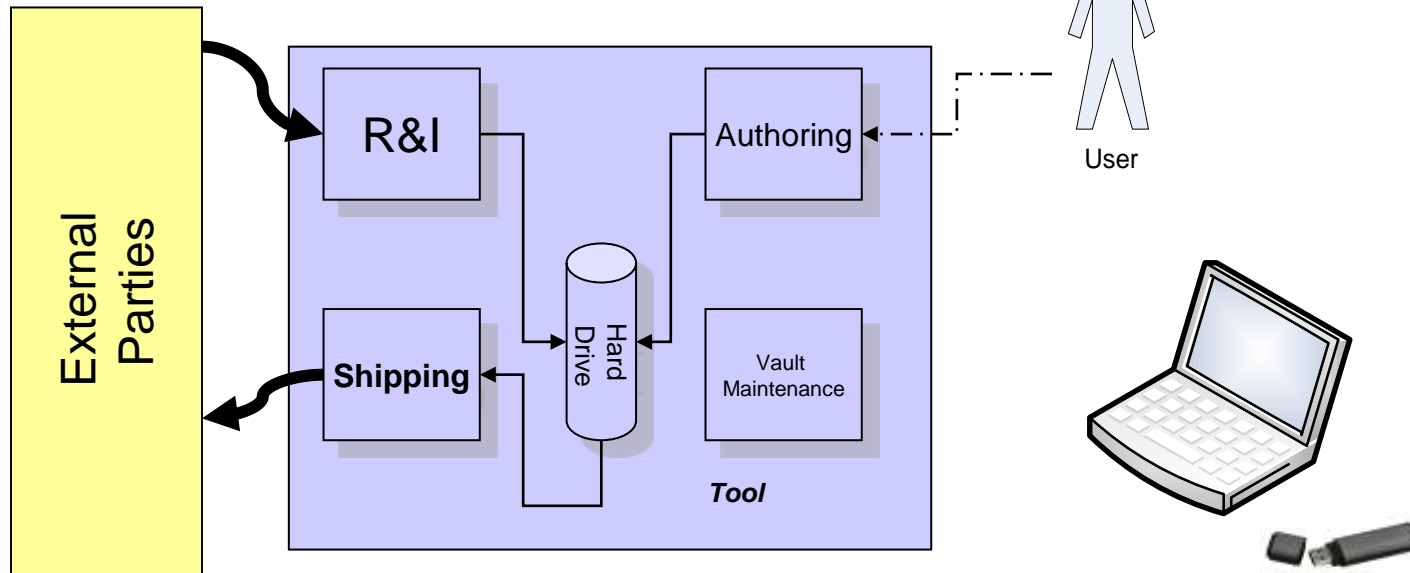 External
Parties
R&I
Authoring
User
Shipping
Hard
Drive
Vault
Maintenance
Tool